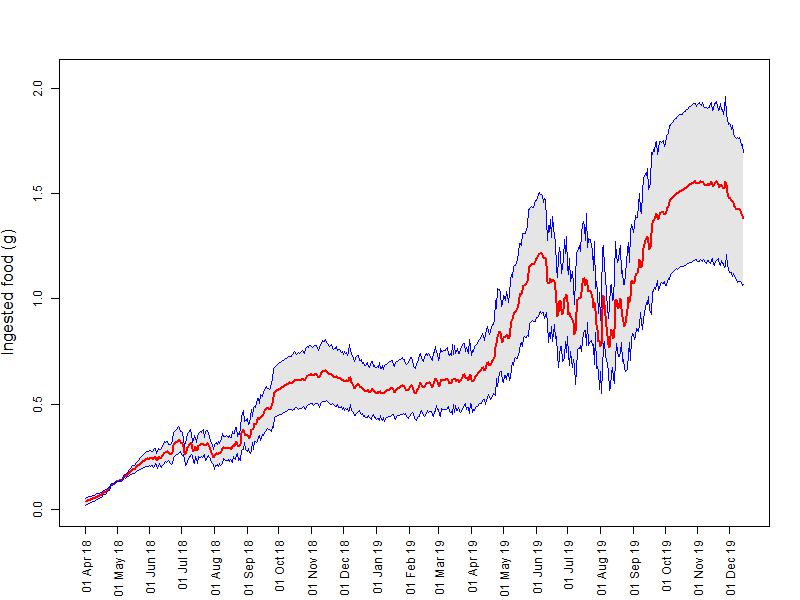 Ingested food (g)
2.0
1.5
1.0
0.5
0.0
01 Apr 18
01 May 18
01 Jun 18
01 Jul 18
01 Aug 18
01 Sep 18
01 Oct 18
01 Nov 18
01 Dec 18
01 Jan 19
01 Feb 19
01 Mar 19
01 Apr 19
01 May 19
01 Jun 19
01 Jul 19
01 Aug 19
01 Sep 19
01 Oct 19
01 Nov 19
01 Dec 19